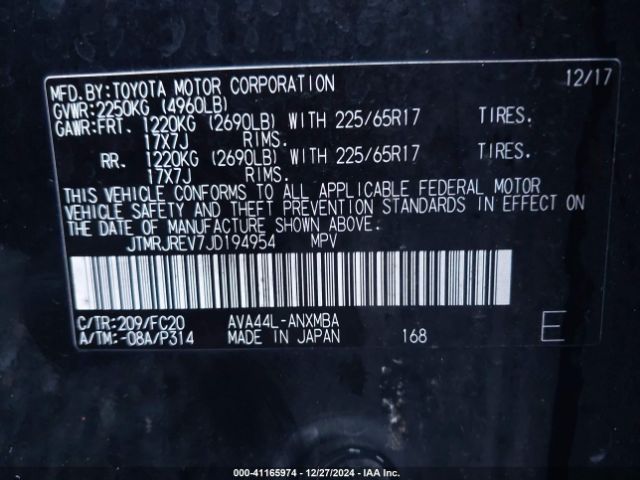 MFD.BY:TOYOTA MOTOR CORPORATION 12/17
GVWR:2250KG (4960LB)
GAWR:FRT. 1220KG (2690LB) WITH 225/65R17 TIRES.
17X7J RIMS.
RR. 1220KG (2690LB) WITH 225/65R17 TIRES.
17X7J RIMS.
THIS VEHICLE CONFORMS TO ALL APPLICABLE FEDERAL MOTOR
VEHICLE SAFETY AND THEFT PREVENTION STANDARDS IN EFFECT ON
THE DATE OF MANUFACTURE SHOWN ABOVE.
JTMRJREV7JD194954 MPV
C/TR:209/FC20 AVA44L-ANXMBA
A/TM:-08A/P314 MADE IN JAPAN 168 E
000-41165974 - 12/27/2024 - IAA Inc.